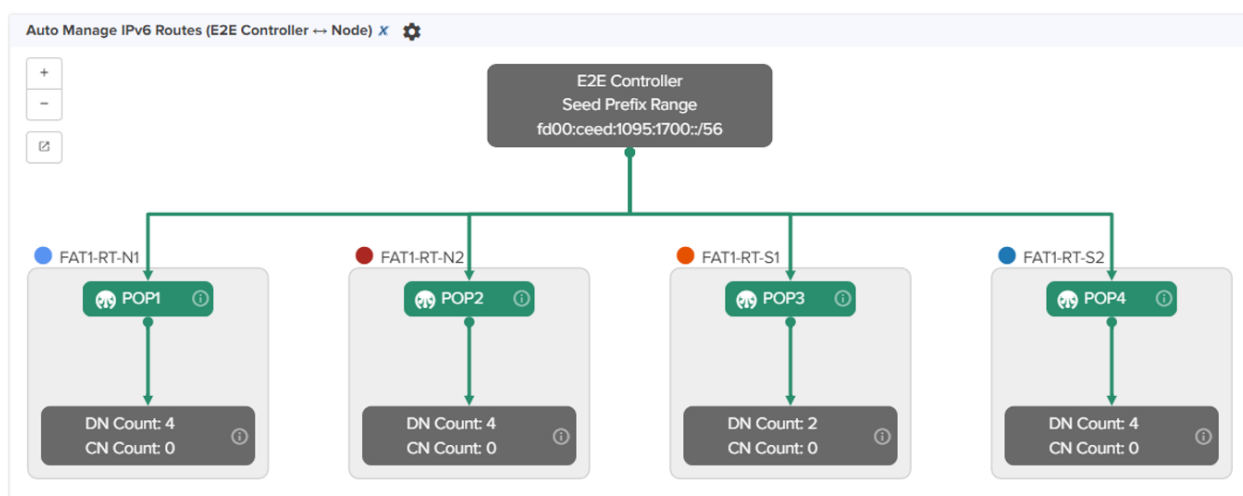 Auto Manage IPv6 Routes (E2E Controller ↔ Node) x
+
−
E2E Controller
Seed Prefix Range
fd00:ceed:1095:1700::/56
FAT1-RT-N1
POP1
DN Count: 4
CN Count: 0
FAT1-RT-N2
POP2
DN Count: 4
CN Count: 0
FAT1-RT-S1
POP3
DN Count: 2
CN Count: 0
FAT1-RT-S2
POP4
DN Count: 4
CN Count: 0